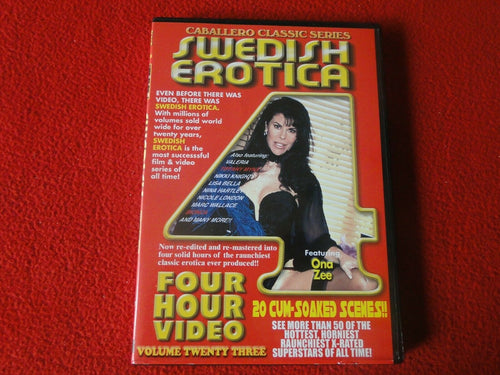 CABALLERO CLASSIC SERIES
SWEDISH
EROTICA
EVEN BEFORE THERE WAS
VIDEO, THERE WAS
SWEDISH EROTICA.
With millions of
volumes sold world
wide for over
twenty years,
SWEDISH
EROTICA is the
most successsful
film & video
series of
all time!
4
Also featuring:
VALERIA
NIKKI KNIGHTS
LISA BELLA
NINA HARTLEY
NICOLE LONDON
MARC WALLACE
AND MANY MORE!!
Now re-edited and re-mastered into
four solid hours of the raunchiest
classic erotica ever produced!!
Featuring
Ona
Zee
FOUR
HOUR
VIDEO
VOLUME TWENTY THREE
20 CUM-SOAKED SCENES!!
SEE MORE THAN 50 OF THE
HOTTEST, HORNIEST
RAUNCHIEST X-RATED
SUPERSTARS OF ALL TIME!